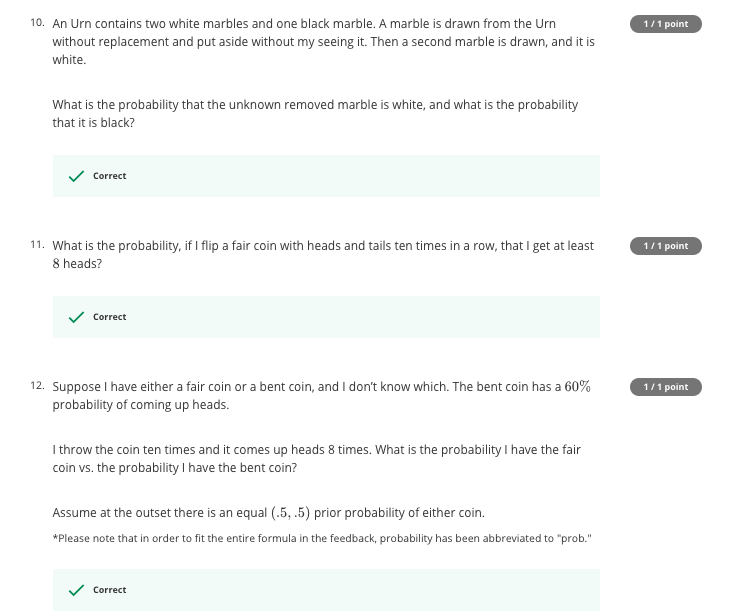 10. An Urn contains two white marbles and one black marble. A marble is drawn from the Urn
without replacement and put aside without my seeing it. Then a second marble is drawn, and it is
white.
1 / 1 point
What is the probability that the unknown removed marble is white, and what is the probability
that it is black?
Correct
11. What is the probability, if I flip a fair coin with heads and tails ten times in a row, that I get at least
8 heads?
1 / 1 point
Correct
12. Suppose I have either a fair coin or a bent coin, and I don't know which. The bent coin has a 60%
probability of coming up heads.
1 / 1 point
I throw the coin ten times and it comes up heads 8 times. What is the probability I have the fair
coin vs. the probability I have the bent coin?
Assume at the outset there is an equal (.5, .5) prior probability of either coin.
*Please note that in order to fit the entire formula in the feedback, probability has been abbreviated to "prob."
Correct